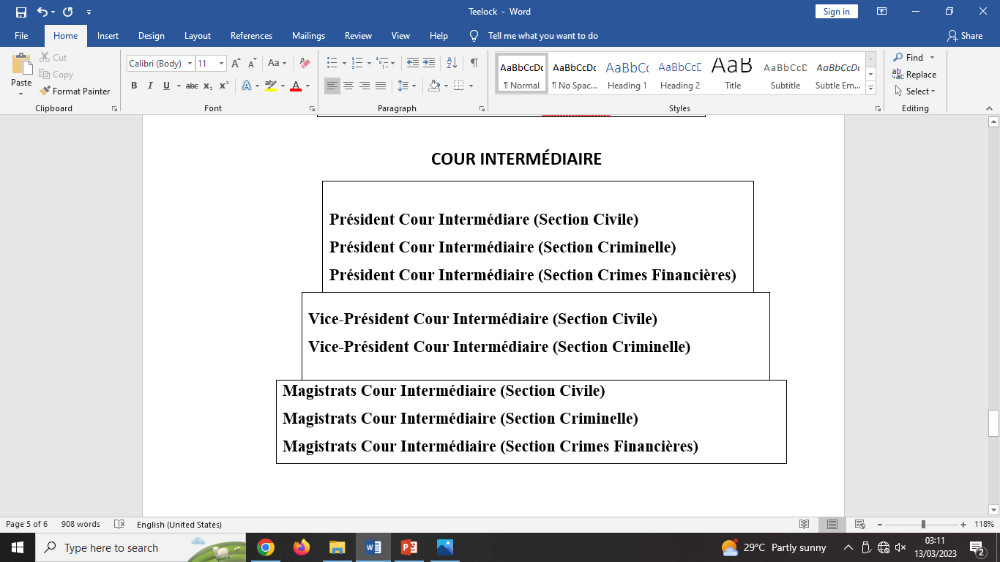 Teelock - Word
Sign in
File Home Insert Design Layout References Mailings Review View Help Tell me what you want to do Share
Paste
Cut
Copy
Format Painter
Clipboard
Calibri (Body) 11
Font
Paragraph
AaBbCcDc AaBbCcDc AaBbCc AaBbCcD AaB AaBbCcD AaBbCcDc
¶ Normal ¶ No Spac... Heading 1 Heading 2 Title Subtitle Subtle Em...
Styles
Find
Replace
Select
Editing
COUR INTERMÉDIAIRE
Président Cour Intermédiare (Section Civile)
Président Cour Intermédiaire (Section Criminelle)
Président Cour Intermédiaire (Section Crimes Financières)
Vice-Président Cour Intermédiaire (Section Civile)
Vice-Président Cour Intermédiaire (Section Criminelle)
Magistrats Cour Intermédiaire (Section Civile)
Magistrats Cour Intermédiaire (Section Criminelle)
Magistrats Cour Intermédiaire (Section Crimes Financières)
Page 5 of 6 908 words English (United States) 118%
Type here to search
29°C Partly sunny
03:11
13/03/2023
2